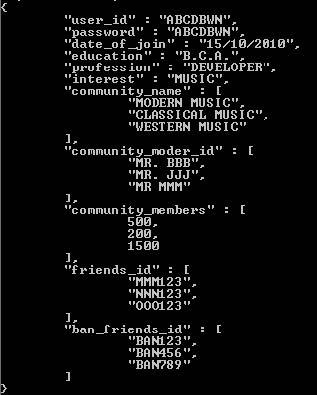 {
"user_id" : "ABCDBWN",
"password" : "ABCDBWN",
"date_of_join" : "15/10/2010",
"education" : "B.C.A.",
"profession" : "DEVELOPER",
"interest" : "MUSIC",
"community_name" : [
"MODERN MUSIC",
"CLASSICAL MUSIC",
"WESTERN MUSIC"
],
"community_moder_id" : [
"MR. BBB",
"MR. JJJ",
"MR MMM"
],
"community_members" : [
500,
200,
1500
],
"friends_id" : [
"MMM123",
"NNN123",
"OOO123"
],
"ban_friends_id" : [
"BAN123",
"BAN456",
"BAN789"
]
}